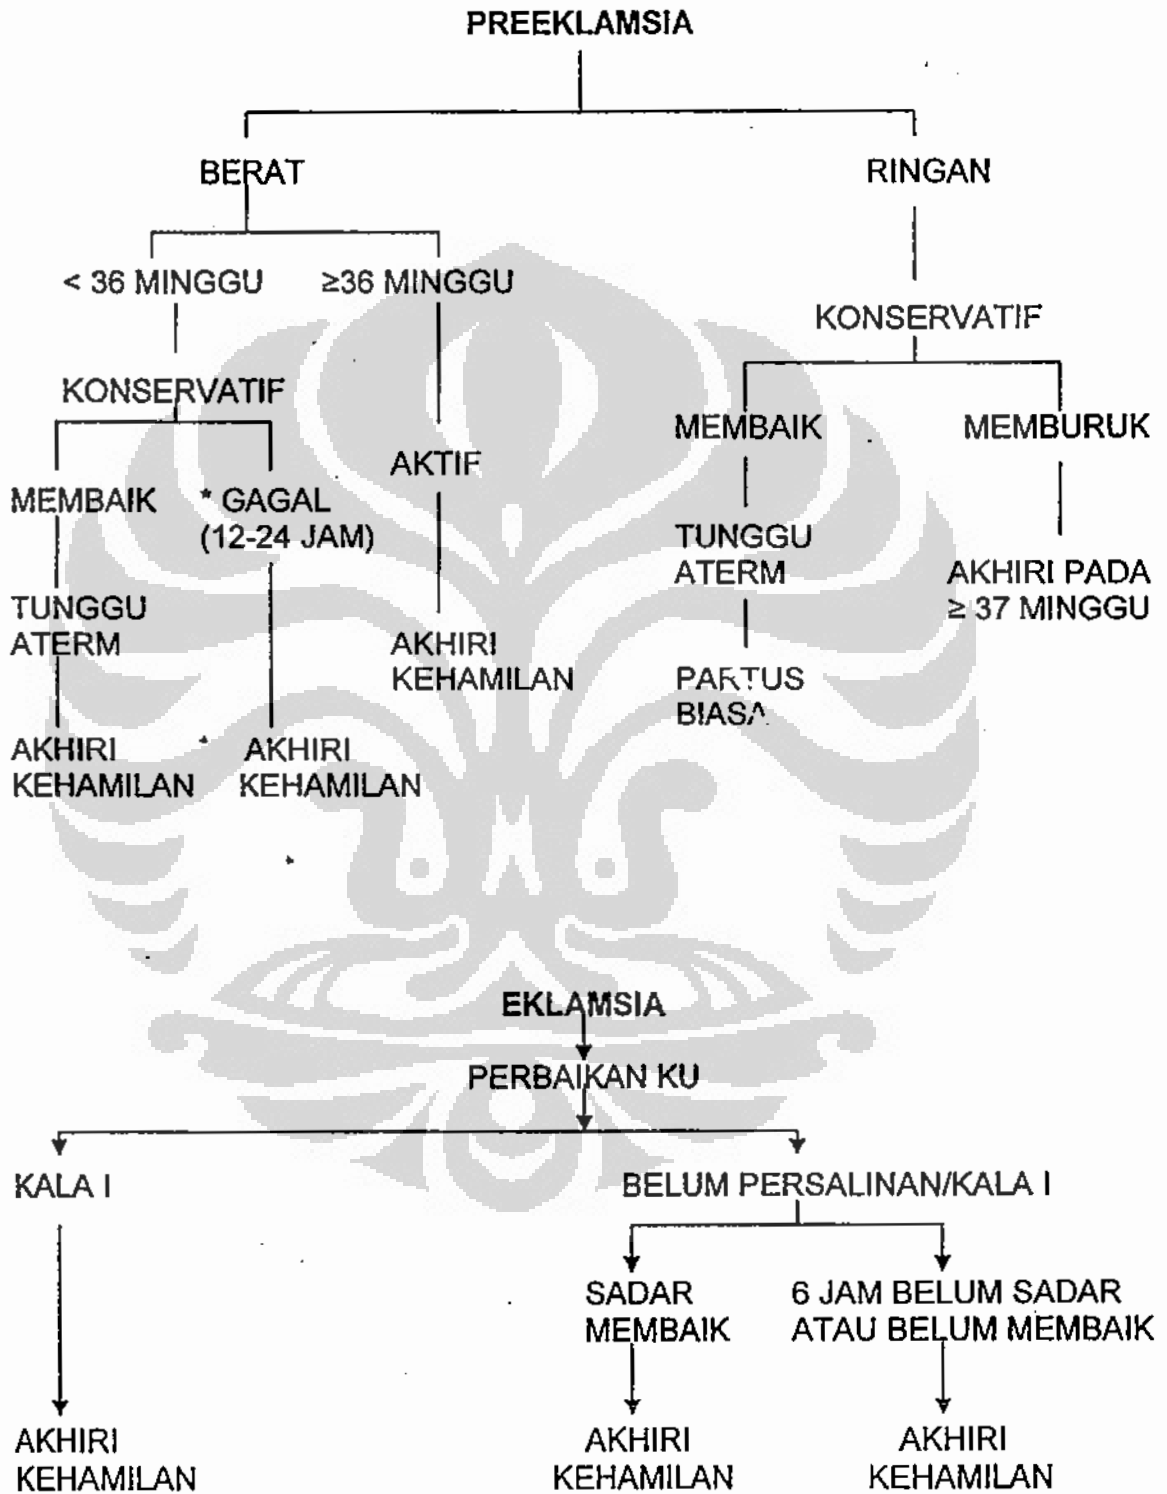 PREEKLAMSIA
BERAT
RINGAN
< 36 MINGGU
≥36 MINGGU
KONSERVATIF
KONSERVATIF
MEMBAIK
MEMBURUK
AKTIF
MEMBAIK
* GAGAL
(12-24 JAM)
TUNGGU
ATERM
AKHIRI PADA
≥ 37 MINGGU
TUNGGU
ATERM
AKHIRI
KEHAMILAN
PARTUS
BIASA
AKHIRI
KEHAMILAN
AKHIRI
KEHAMILAN
EKLAMSIA
PERBAIKAN KU
KALA I
BELUM PERSALINAN/KALA I
SADAR
MEMBAIK
6 JAM BELUM SADAR
ATAU BELUM MEMBAIK
AKHIRI
KEHAMILAN
AKHIRI
KEHAMILAN
AKHIRI
KEHAMILAN